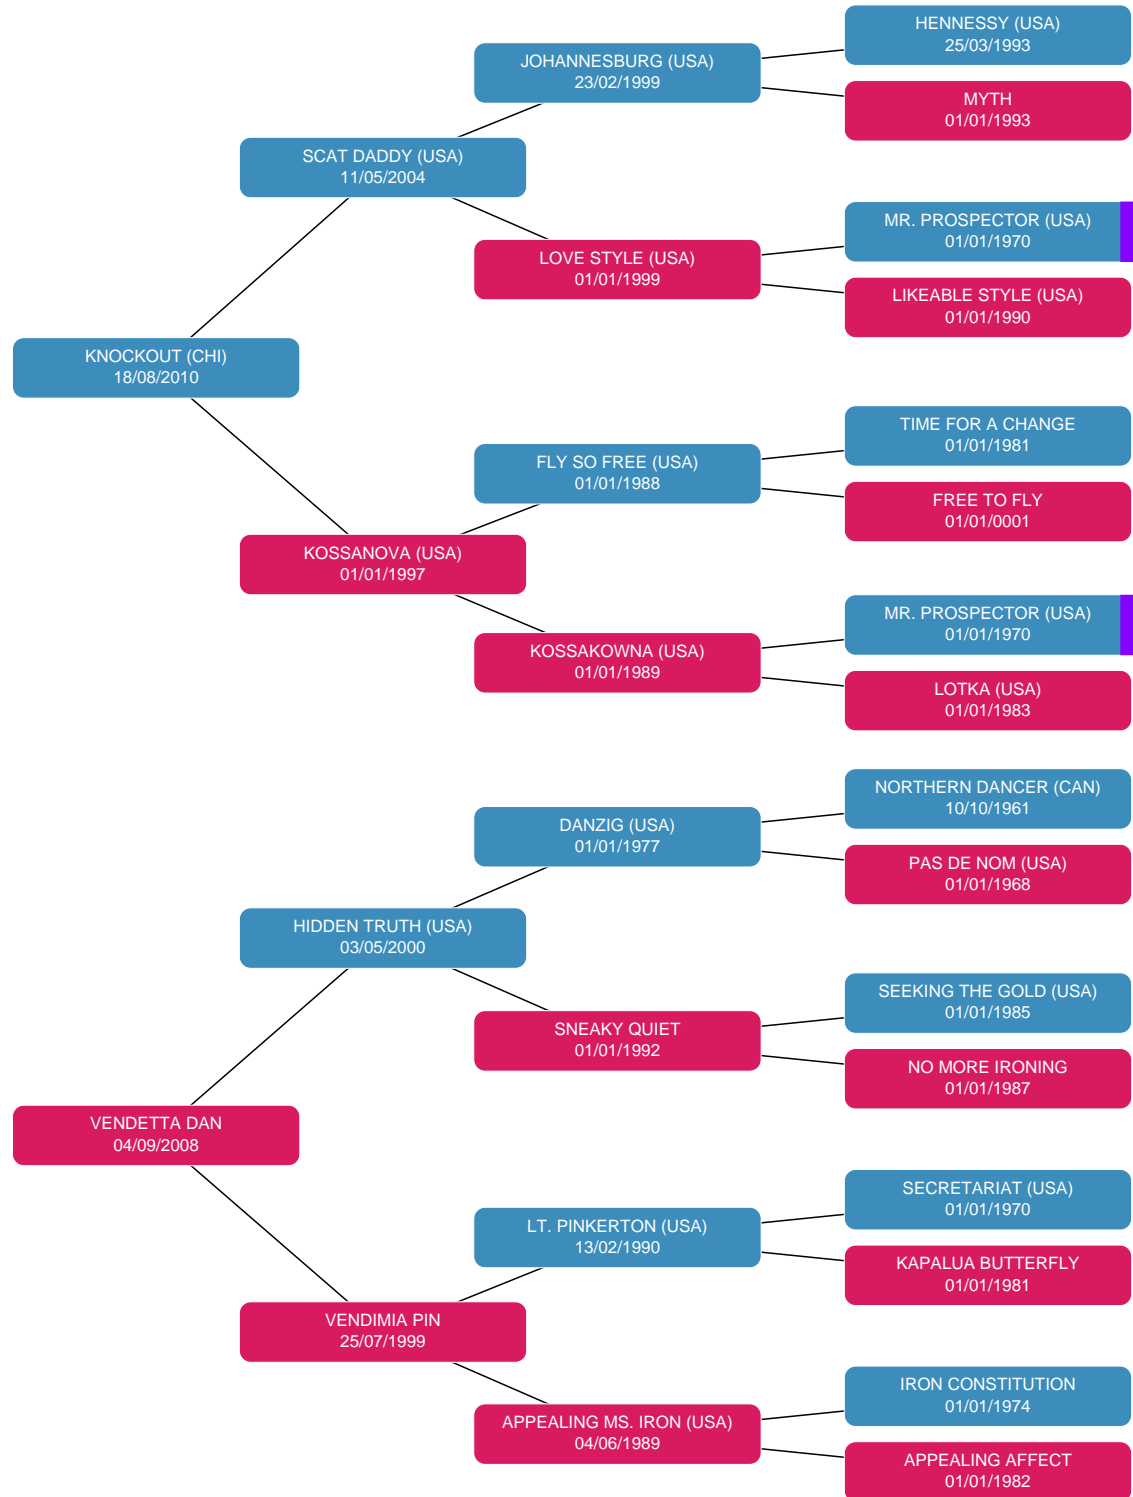 HENNESSY (USA)
25/03/1993
JOHANNESBURG (USA)
23/02/1999
MYTH
01/01/1993
SCAT DADDY (USA)
11/05/2004
MR. PROSPECTOR (USA)
01/01/1970
LOVE STYLE (USA)
01/01/1999
LIKEABLE STYLE (USA)
01/01/1990
KNOCKOUT (CHI)
18/08/2010
TIME FOR A CHANGE
01/01/1981
FLY SO FREE (USA)
01/01/1988
FREE TO FLY
01/01/0001
KOSSANOVA (USA)
01/01/1997
MR. PROSPECTOR (USA)
01/01/1970
KOSSAKOWNA (USA)
01/01/1989
LOTKA (USA)
01/01/1983
NORTHERN DANCER (CAN)
10/10/1961
DANZIG (USA)
01/01/1977
PAS DE NOM (USA)
01/01/1968
HIDDEN TRUTH (USA)
03/05/2000
SEEKING THE GOLD (USA)
01/01/1985
SNEAKY QUIET
01/01/1992
NO MORE IRONING
01/01/1987
VENDETTA DAN
04/09/2008
SECRETARIAT (USA)
01/01/1970
LT. PINKERTON (USA)
13/02/1990
KAPALUA BUTTERFLY
01/01/1981
VENDIMIA PIN
25/07/1999
IRON CONSTITUTION
01/01/1974
APPEALING MS. IRON (USA)
04/06/1989
APPEALING AFFECT
01/01/1982